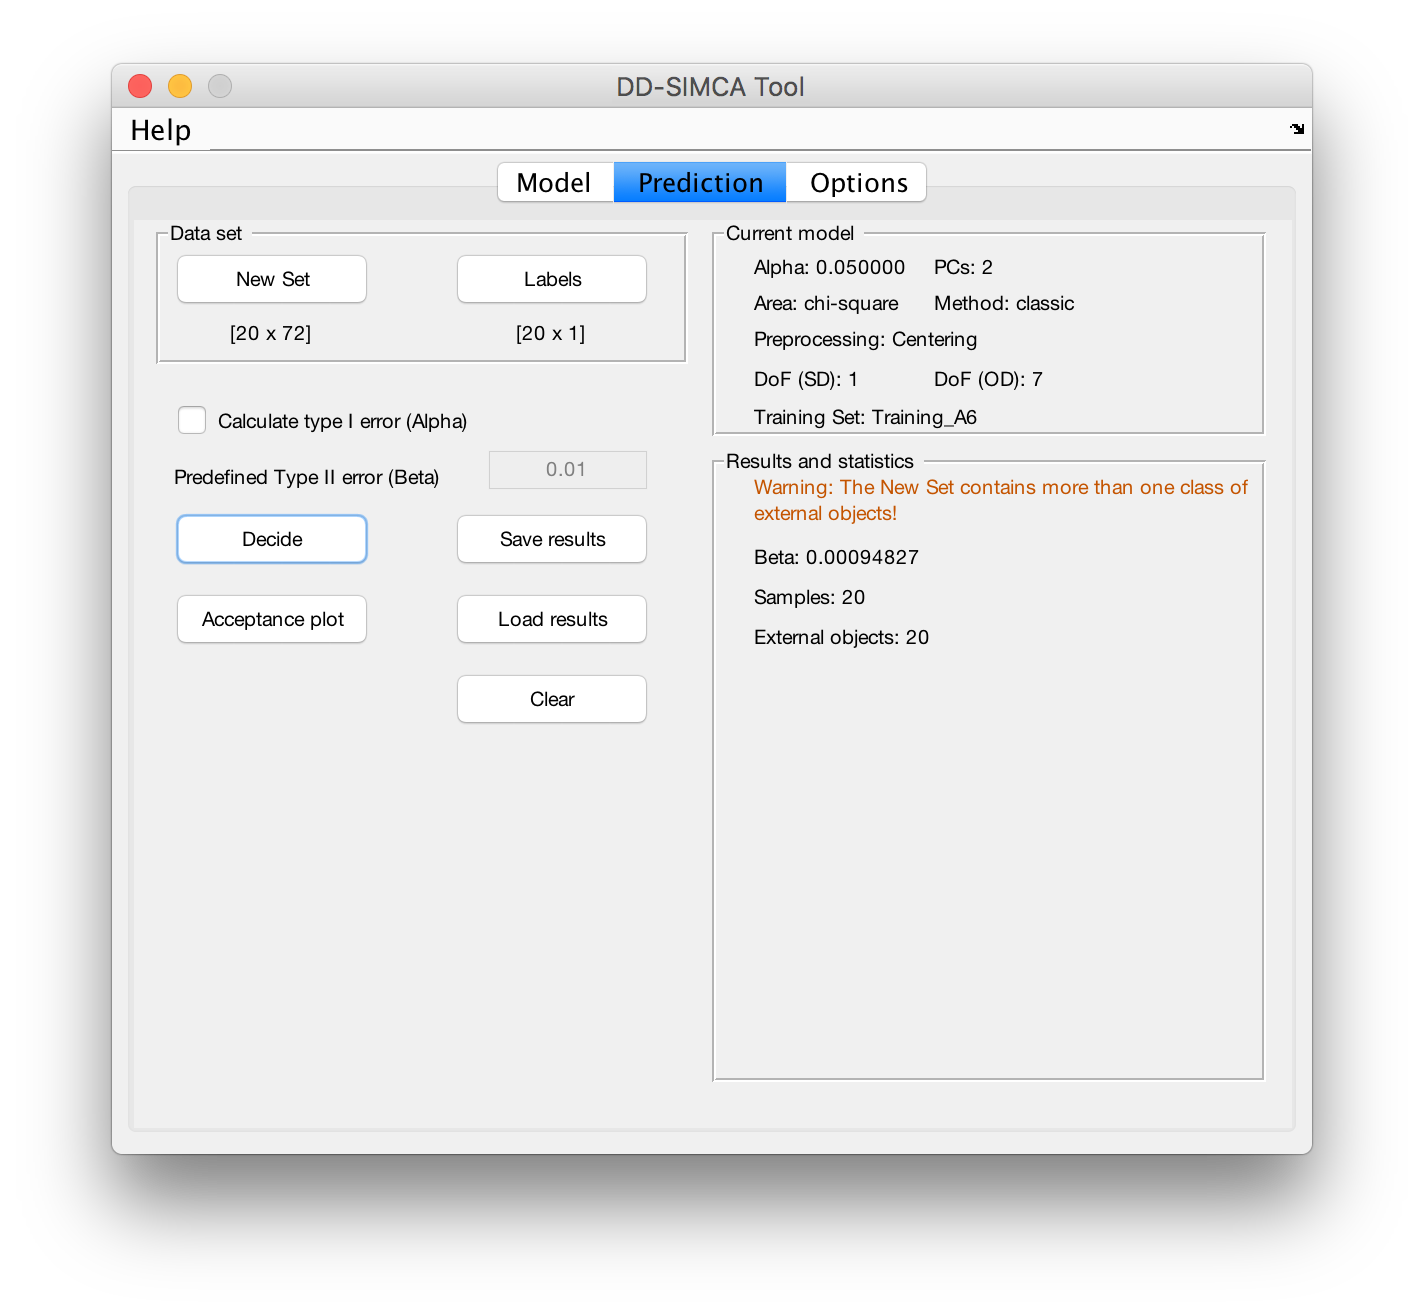 DD-SIMCA Tool
Help
Model Prediction Options
Data set
New Set Labels
[20 x 72] [20 x 1]
Calculate type I error (Alpha)
Predefined Type II error (Beta) 0.01
Decide Save results
Acceptance plot Load results
Clear
Current model
Alpha: 0.050000 PCs: 2
Area: chi-square Method: classic
Preprocessing: Centering
DoF (SD): 1 DoF (OD): 7
Training Set: Training_A6
Results and statistics
Warning: The New Set contains more than one class of
external objects!
Beta: 0.00094827
Samples: 20
External objects: 20